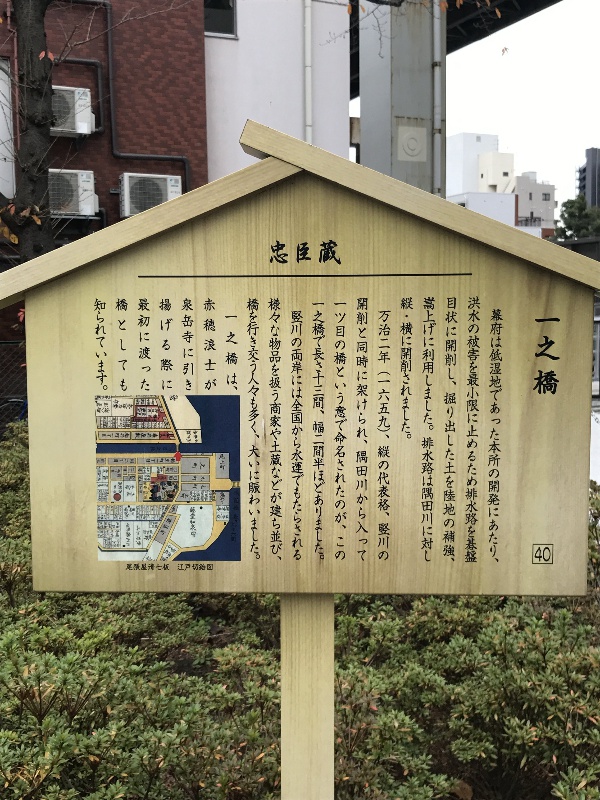 忠臣蔵
一之橋
幕府は低湿地であった本所の開発にあたり、
洪水の被害を最小限に止めるため排水路を碁盤
目状に開削し、掘り出した土を陸地の補強、
嵩上げに利用しました。排水路は隅田川に対し
縦・横に開削されました。
万治二年（一六五九）、縦の代表格、竪川の
開削と同時に架けられ、隅田川から入って
一ツ目の橋という意で命名されたのが、この
一之橋で長さ十三間、幅二間半ほどありました。
竪川の両岸には全国から水運でもたらされる
様々な物品を扱う商家や土蔵などが建ち並び、
橋を行き交う人々も多く、大いに賑わいました。
一之橋は、
赤穂浪士が
泉岳寺に引き
揚げる際に
最初に渡った
橋としても
知られています。
40
尾張屋清七板 江戸切絵図